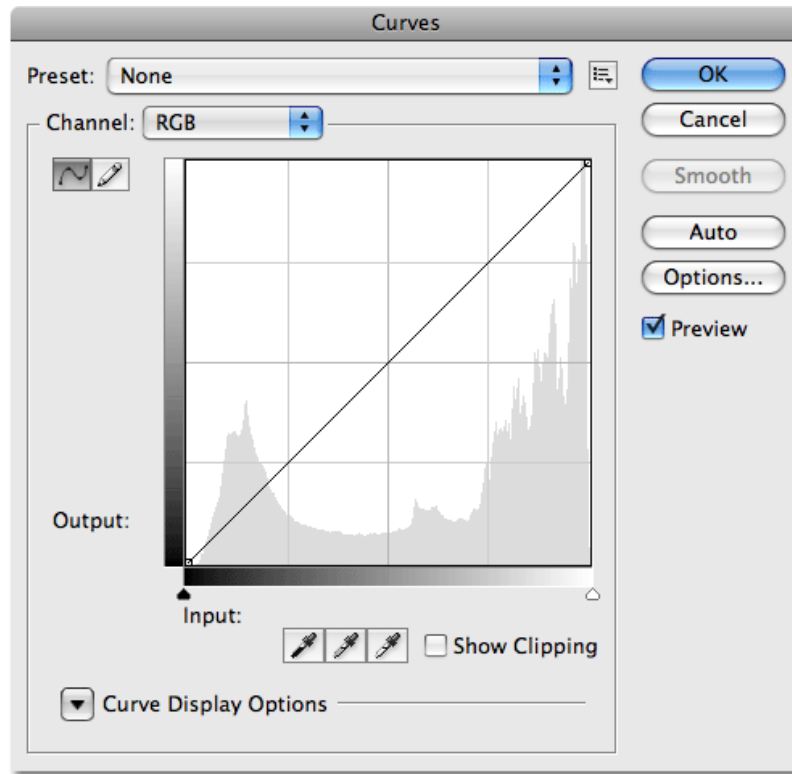 Curves
Preset: None
OK
Channel: RGB
Cancel
Smooth
Auto
Options...
Preview
Output:
Input:
Show Clipping
Curve Display Options